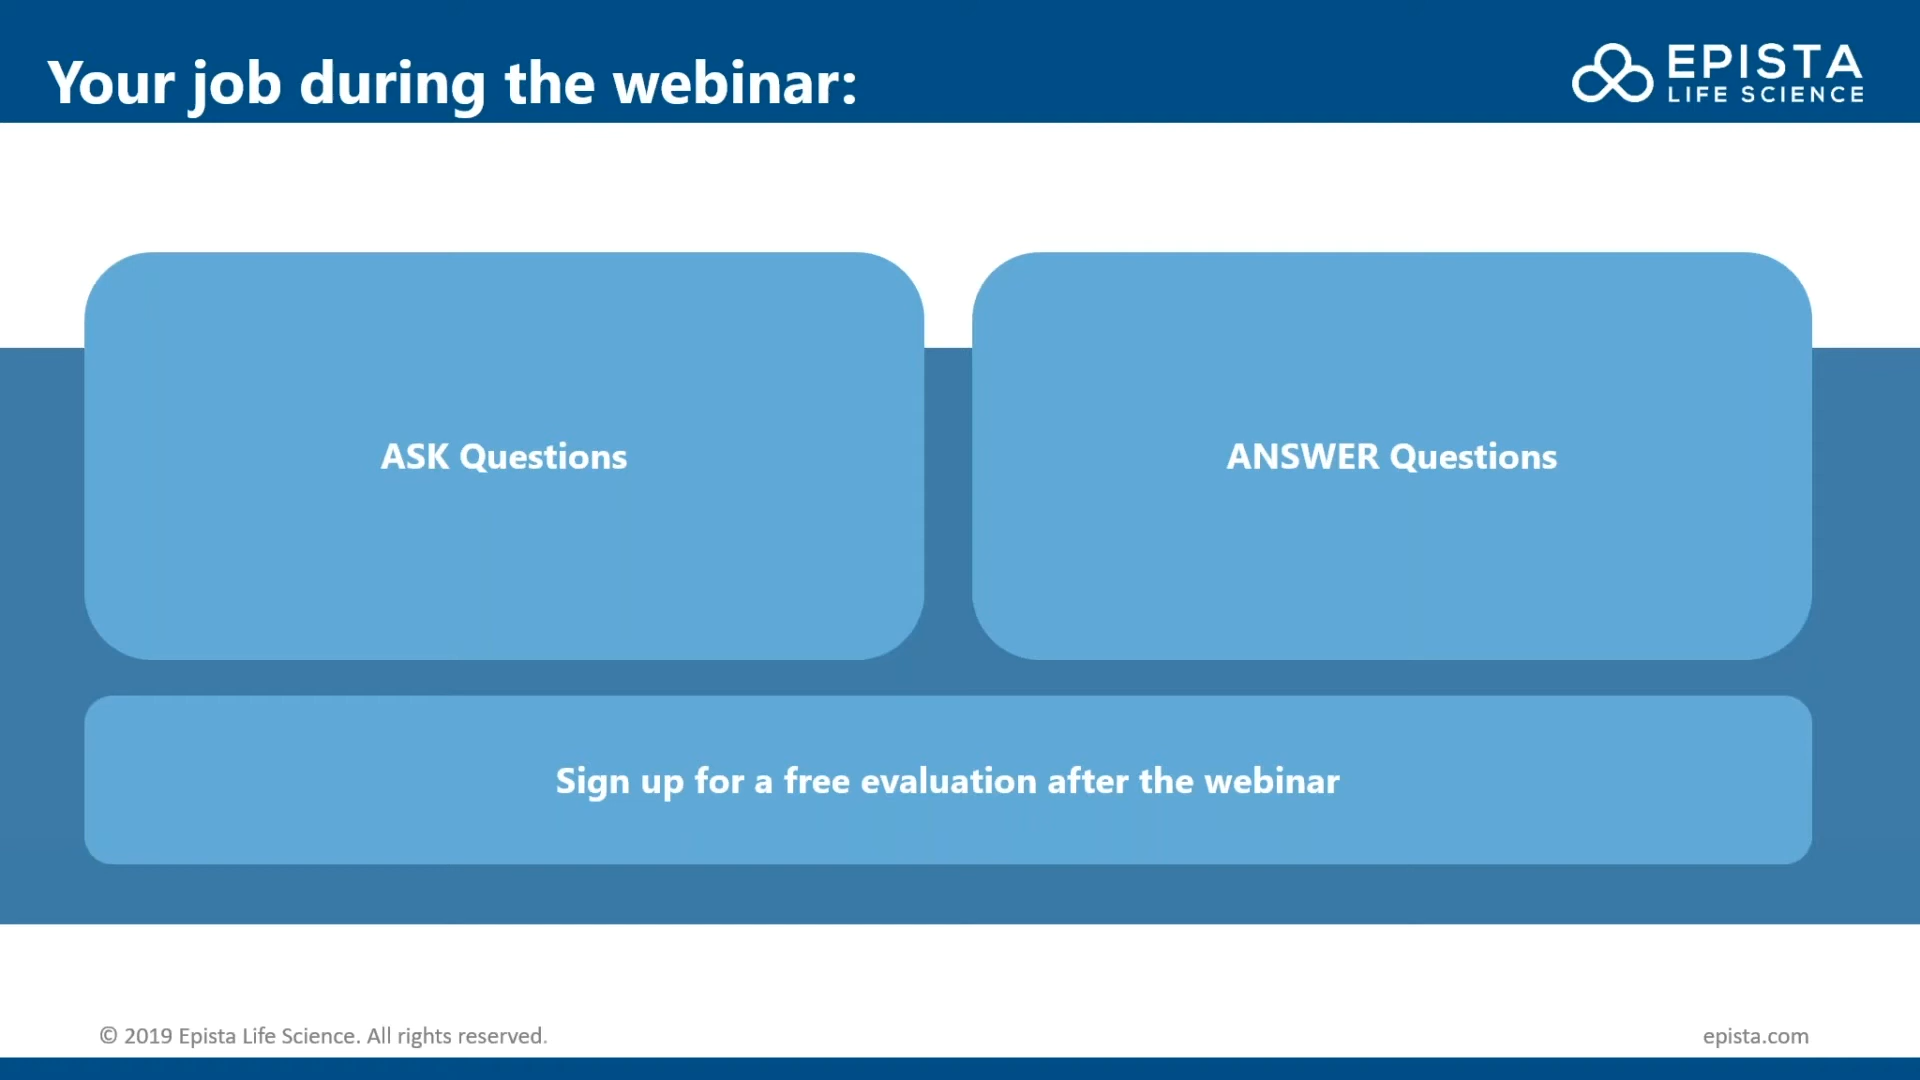 Your job during the webinar:
EPISTA
LIFE SCIENCE
ASK Questions
ANSWER Questions
Sign up for a free evaluation after the webinar
© 2019 Epista Life Science. All rights reserved.
epista.com